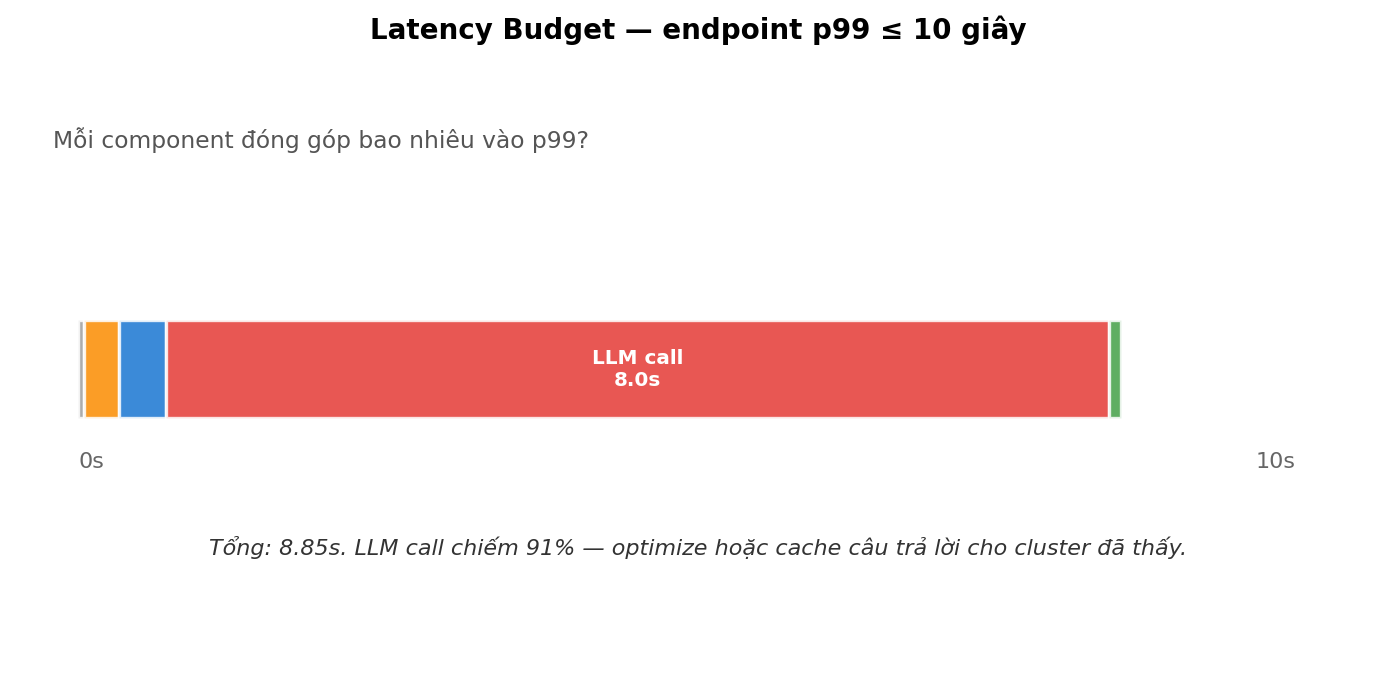 Latency Budget — endpoint p99 ≤ 10 giây
Mỗi component đóng góp bao nhiêu vào p99?
LLM call
8.0s
0s
10s
Tổng: 8.85s. LLM call chiếm 91% — optimize hoặc cache câu trả lời cho cluster đã thấy.